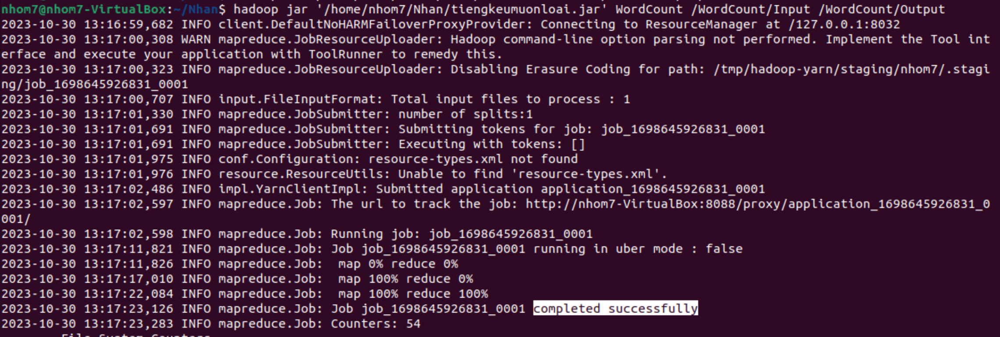 nhom7@nhom7-VirtualBox:~/Nhan$ hadoop jar '/home/nhom7/Nhan/tiengkeumuonloai.jar' WordCount /WordCount/Input /WordCount/Output
2023-10-30 13:16:59,682 INFO client.DefaultNoHARMFailoverProxyProvider: Connecting to ResourceManager at /127.0.0.1:8032
2023-10-30 13:17:00,308 WARN mapreduce.JobResourceUploader: Hadoop command-line option parsing not performed. Implement the Tool int
erface and execute your application with ToolRunner to remedy this.
2023-10-30 13:17:00,323 INFO mapreduce.JobResourceUploader: Disabling Erasure Coding for path: /tmp/hadoop-yarn/staging/nhom7/.stagi
ng/job_1698645926831_0001
2023-10-30 13:17:00,707 INFO input.FileInputFormat: Total input files to process : 1
2023-10-30 13:17:01,330 INFO mapreduce.JobSubmitter: number of splits:1
2023-10-30 13:17:01,691 INFO mapreduce.JobSubmitter: Submitting tokens for job: job_1698645926831_0001
2023-10-30 13:17:01,691 INFO mapreduce.JobSubmitter: Executing with tokens: []
2023-10-30 13:17:01,975 INFO conf.Configuration: resource-types.xml not found
2023-10-30 13:17:01,976 INFO resource.ResourceUtils: Unable to find 'resource-types.xml'.
2023-10-30 13:17:02,486 INFO impl.YarnClientImpl: Submitted application application_1698645926831_0001
2023-10-30 13:17:02,597 INFO mapreduce.Job: The url to track the job: http://nhom7-VirtualBox:8088/proxy/application_1698645926831_0
001/
2023-10-30 13:17:02,598 INFO mapreduce.Job: Running job: job_1698645926831_0001
2023-10-30 13:17:11,821 INFO mapreduce.Job: Job job_1698645926831_0001 running in uber mode : false
2023-10-30 13:17:11,826 INFO mapreduce.Job:  map 0% reduce 0%
2023-10-30 13:17:17,010 INFO mapreduce.Job:  map 100% reduce 0%
2023-10-30 13:17:22,084 INFO mapreduce.Job:  map 100% reduce 100%
2023-10-30 13:17:23,126 INFO mapreduce.Job: Job job_1698645926831_0001 completed successfully
2023-10-30 13:17:23,283 INFO mapreduce.Job: Counters: 54
File System Counters